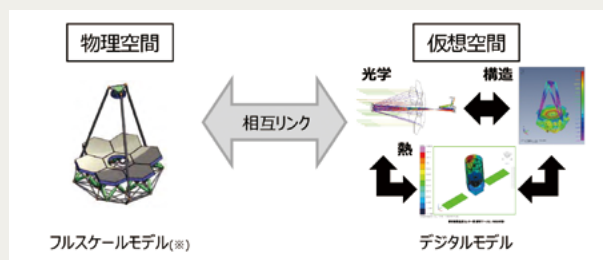 物理空間
仮想空間
光学
構造
相互リンク
熱
フルスケールモデル(※)
デジタルモデル